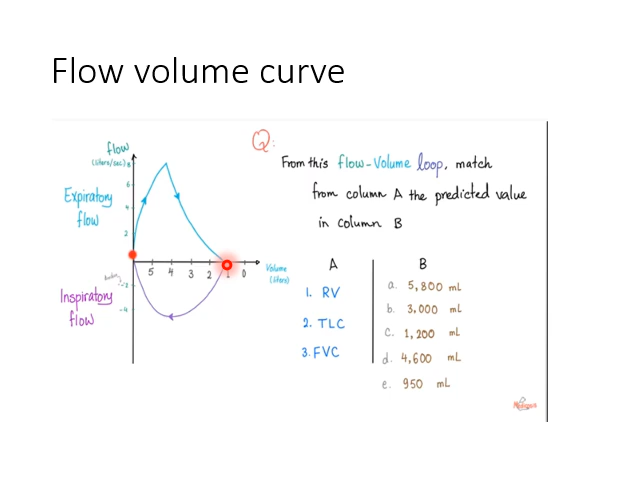 Flow volume curve
Q:
From this flow-Volume loop, match
from column A the predicted value
in column B
flow
(liters/sec)
8
6
4
2
Expiratory
flow
5 4 3 2 1 0
Volume
(liters)
-2
-4
Inspiratory
flow
A B
1. RV
2. TLC
3. FVC
a. 5,800 mL
b. 3,000 mL
c. 1,200 mL
d. 4,600 mL
e. 950 mL